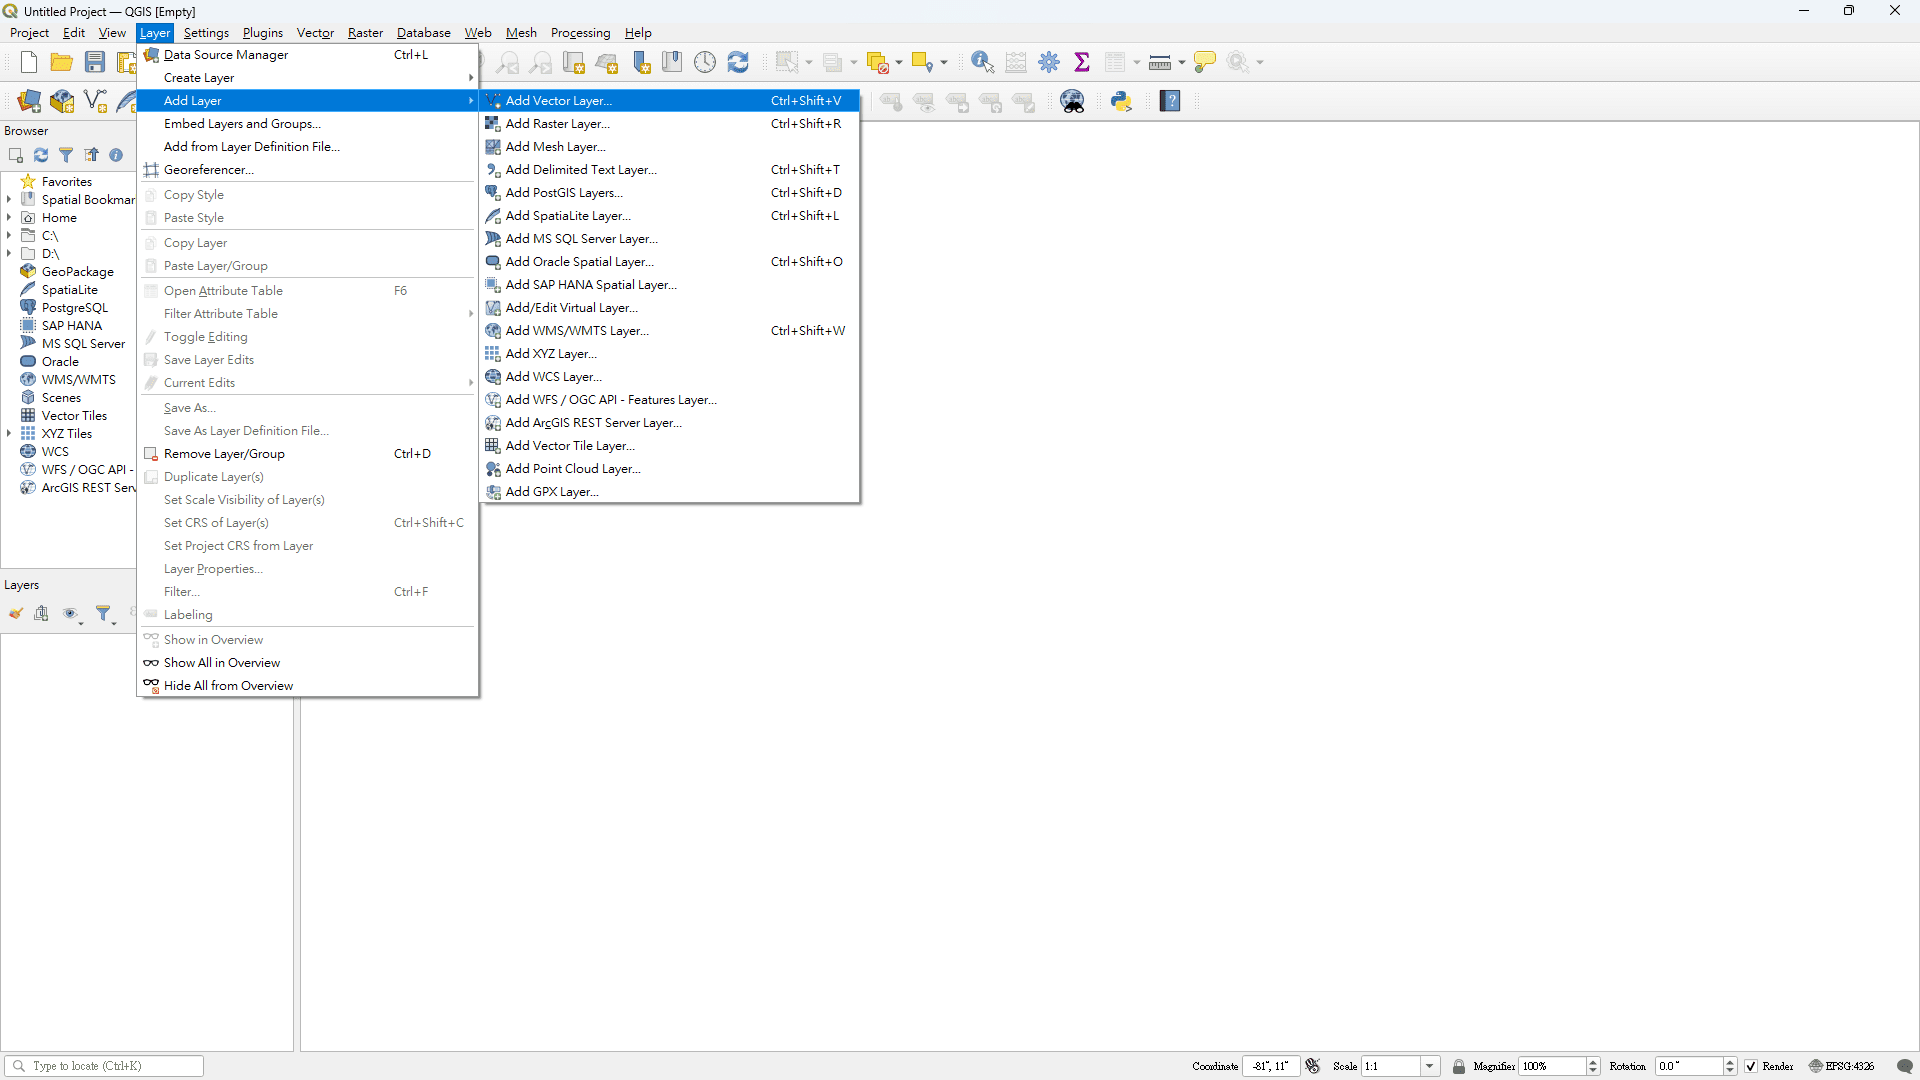 Untitled Project — QGIS [Empty]
Project Edit View Layer Settings Plugins Vector Raster Database Web Mesh Processing Help
Data Source Manager Ctrl+L
Create Layer
Add Layer
Embed Layers and Groups...
Add from Layer Definition File...
Georeferencer...
Copy Style
Paste Style
Copy Layer
Paste Layer/Group
Open Attribute Table F6
Filter Attribute Table
Toggle Editing
Save Layer Edits
Current Edits
Save As...
Save As Layer Definition File...
Remove Layer/Group Ctrl+D
Duplicate Layer(s)
Set Scale Visibility of Layer(s)
Set CRS of Layer(s) Ctrl+Shift+C
Set Project CRS from Layer
Layer Properties...
Filter... Ctrl+F
Labeling
Show in Overview
Show All in Overview
Hide All from Overview
Add Vector Layer... Ctrl+Shift+V
Add Raster Layer... Ctrl+Shift+R
Add Mesh Layer...
Add Delimited Text Layer... Ctrl+Shift+T
Add PostGIS Layers... Ctrl+Shift+D
Add SpatiaLite Layer... Ctrl+Shift+L
Add MS SQL Server Layer...
Add Oracle Spatial Layer... Ctrl+Shift+O
Add SAP HANA Spatial Layer...
Add/Edit Virtual Layer...
Add WMS/WMTS Layer... Ctrl+Shift+W
Add XYZ Layer...
Add WCS Layer...
Add WFS / OGC API - Features Layer...
Add ArcGIS REST Server Layer...
Add Vector Tile Layer...
Add Point Cloud Layer...
Add GPX Layer...
Browser
Favorites
Spatial Bookmar
Home
C:\
D:\
GeoPackage
SpatiaLite
PostgreSQL
SAP HANA
MS SQL Server
Oracle
WMS/WMTS
Scenes
Vector Tiles
XYZ Tiles
WCS
WFS / OGC API -
ArcGIS REST Serv
Layers
Type to locate (Ctrl+K)
Coordinate -81°, 11° Scale 1:1 Magnifier 100% Rotation 0.0 ° Render EPSG:4326